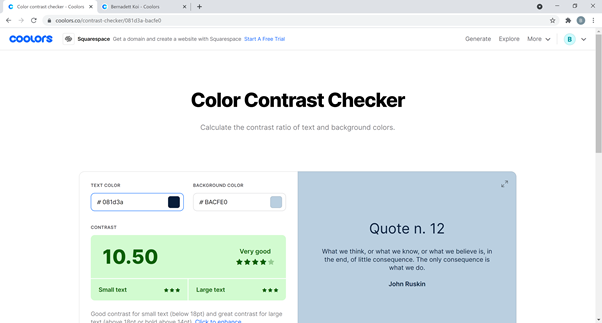 Color contrast checker - Coolors
Bernadett Koi - Coolors
coolors.co/contrast-checker/081d3a-bacfe0
B
coolors
Squarespace Get a domain and create a website with Squarespace Start A Free Trial
Generate Explore More
B
Color Contrast Checker
Calculate the contrast ratio of text and background colors.
TEXT COLOR
BACKGROUND COLOR
# 081d3a
# BACFE0
CONTRAST
10.50
Very good
Small text
Large text
Good contrast for small text (below 18pt) and great contrast for large
text (above 18pt or bold above 14pt). Click to enhance
Quote n. 12
What we think, or what we know, or what we believe is, in
the end, of little consequence. The only consequence is
what we do.
John Ruskin